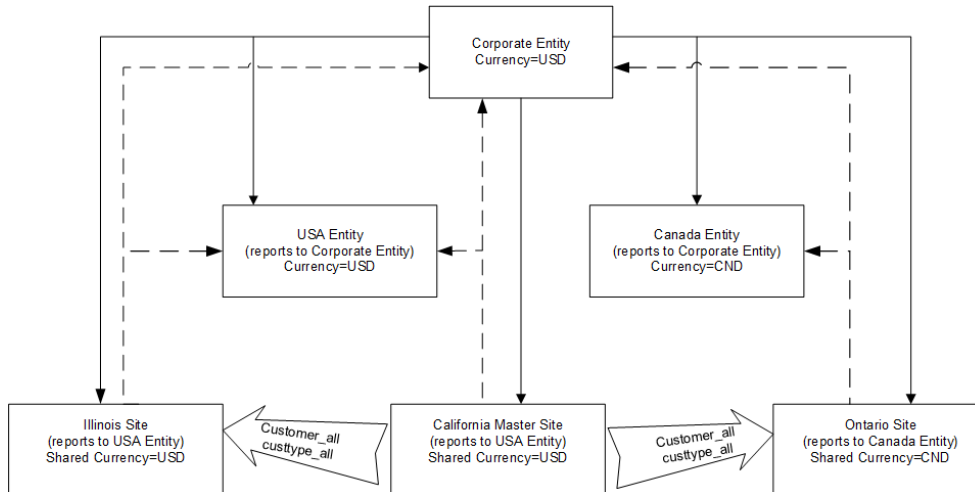 Corporate Entity
Currency=USD
USA Entity
(reports to Corporate Entity)
Currency=USD
Canada Entity
(reports to Corporate Entity)
Currency=CND
Illinois Site
(reports to USA Entity)
Shared Currency=USD
Customer_all
custtype_all
California Master Site
(reports to USA Entity)
Shared Currency=USD
Customer_all
custtype_all
Ontario Site
(reports to Canada Entity)
Shared Currency=CND